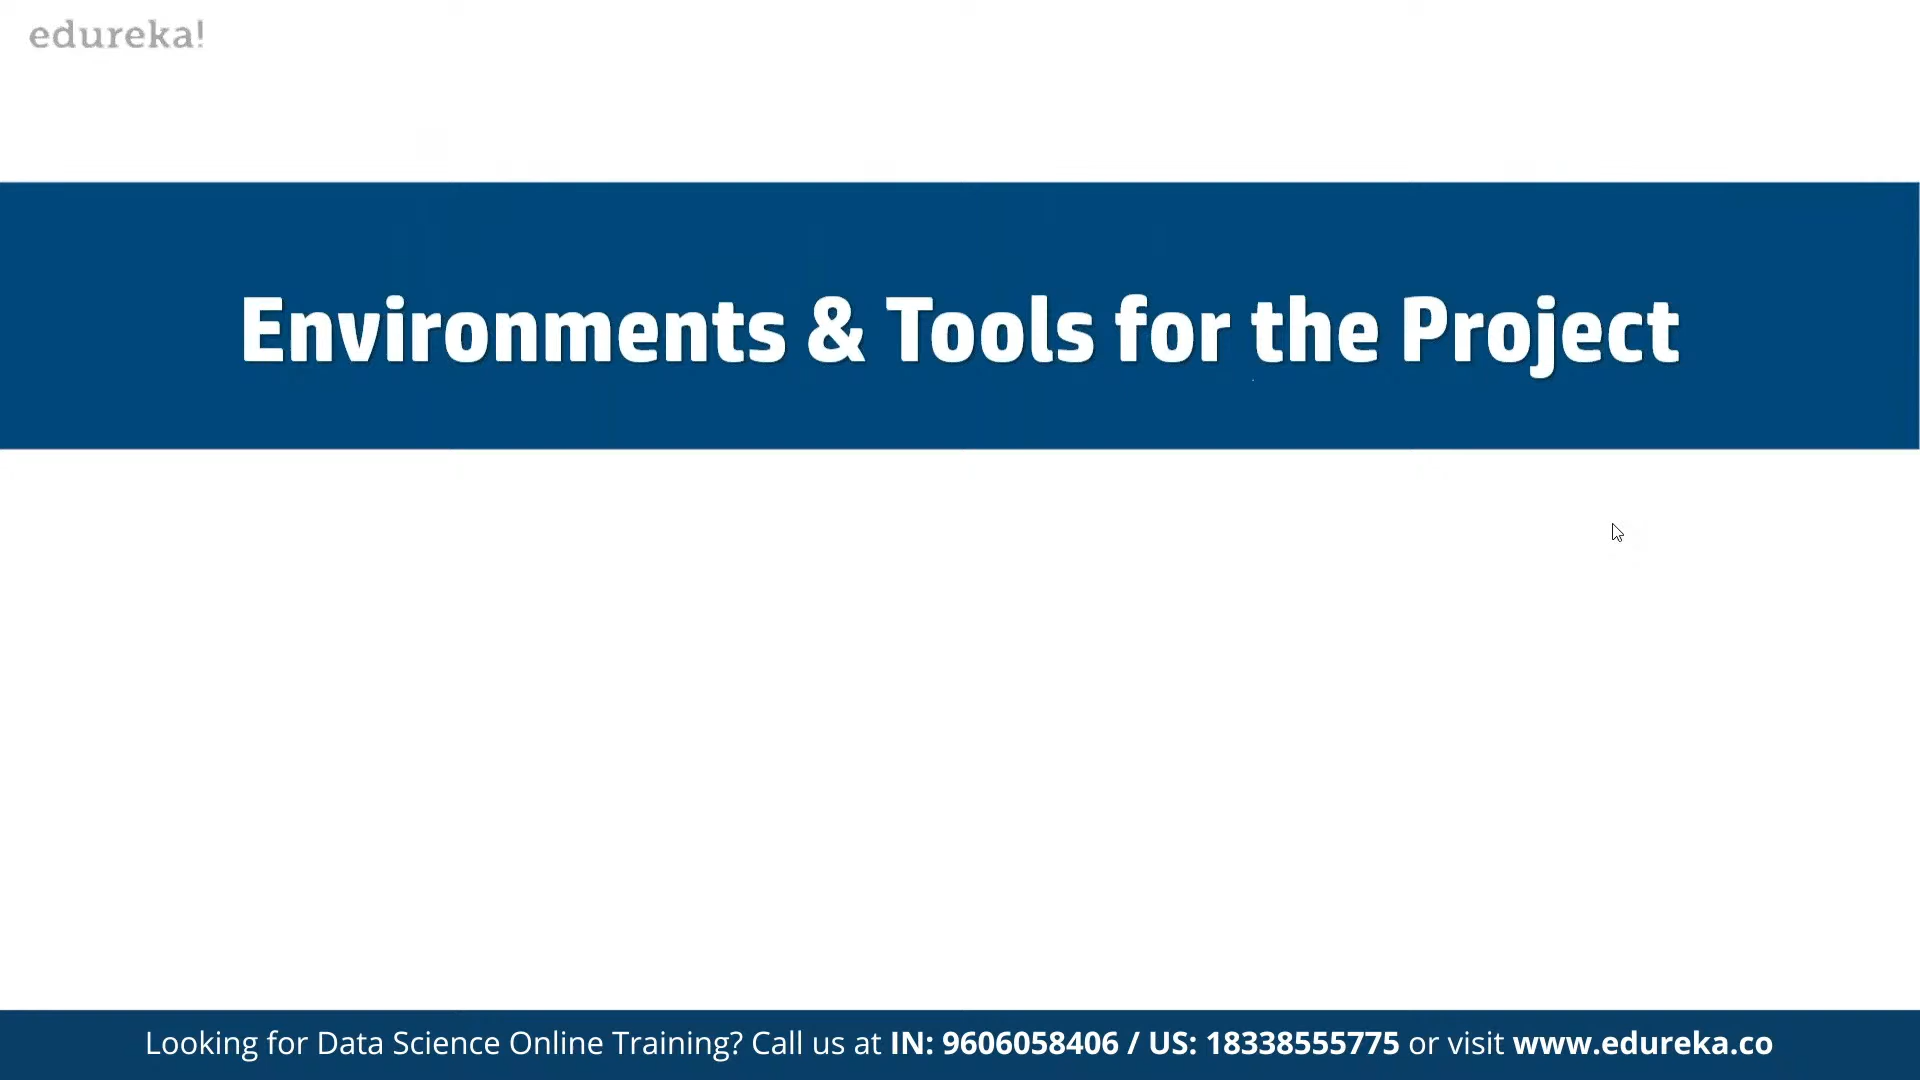 edureka!
Environments & Tools for the Project
Looking for Data Science Online Training? Call us at IN: 9606058406 / US: 18338555775 or visit www.edureka.co